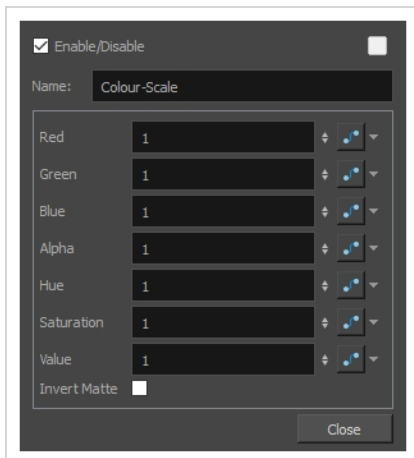 Enable/Disable
Name: Colour-Scale
Red 1
Green 1
Blue 1
Alpha 1
Hue 1
Saturation 1
Value 1
Invert Matte
Close